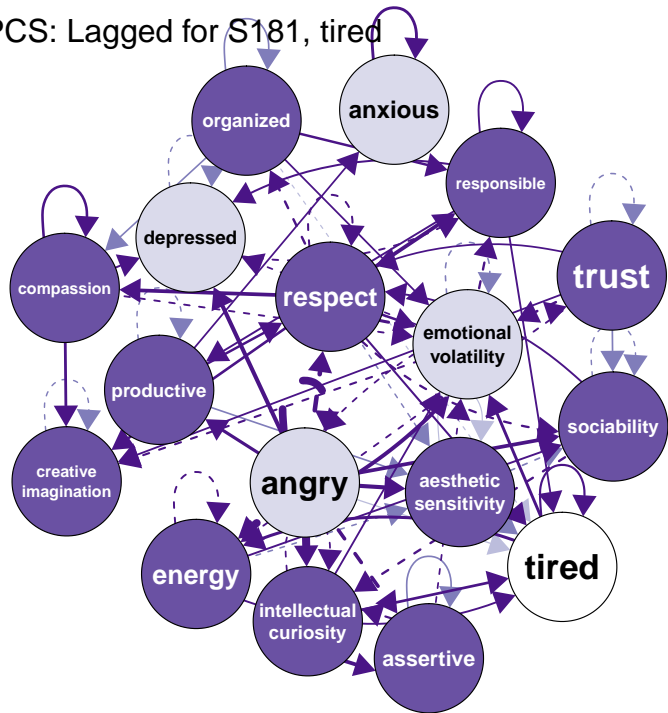 PCS: Lagged for S181, tired
organized
anxious
responsible
depressed
compassion
respect
trust
emotional
volatility
productive
sociability
creative
imagination
angry
aesthetic
sensitivity
energy
tired
intellectual
curiosity
assertive